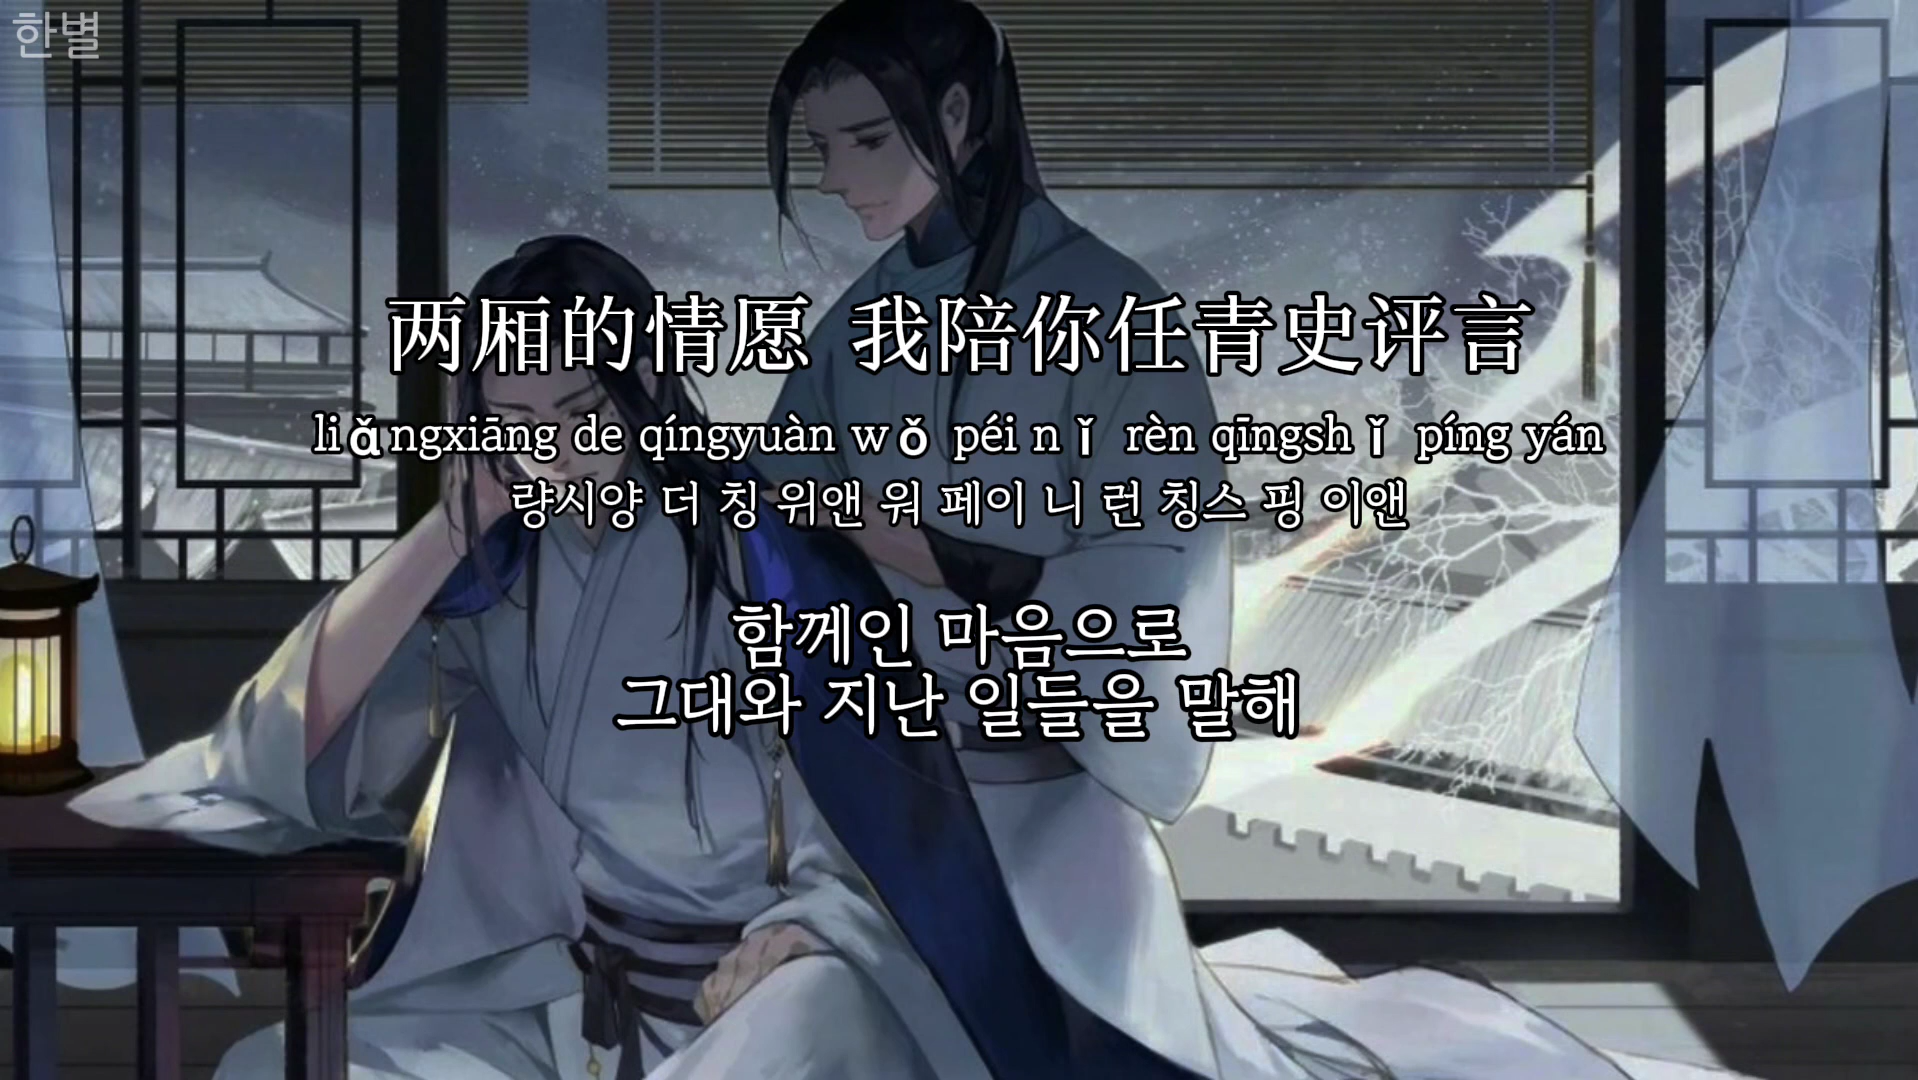 한별
两厢的情愿 我陪你任青史评言
liǎngxiāng de qíngyuàn wǒ péi nǐ rèn qīngshǐ píng yán
량시양 더 칭 위앤 워 페이 니 런 칭스 핑 이앤
함께인 마음으로
그대와 지난 일들을 말해